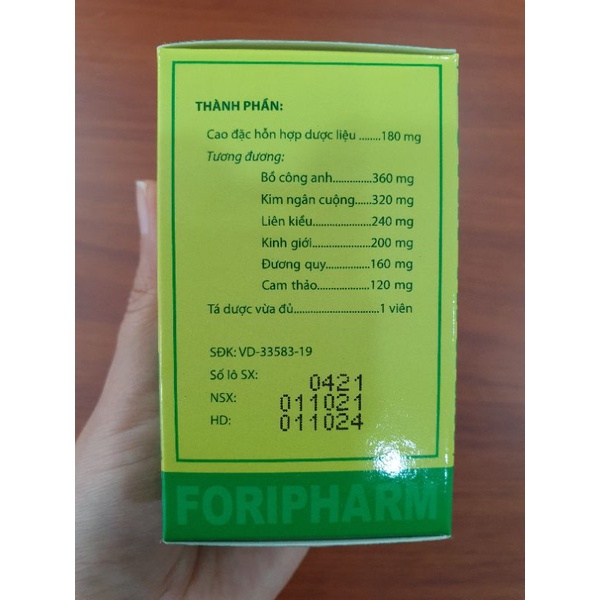 THÀNH PHẦN:
Cao đặc hỗn hợp dược liệu ........180 mg
Tương đương:
Bồ công anh..............360 mg
Kim ngân cuộng......320 mg
Liên kiều.....................240 mg
Kinh giới.....................200 mg
Đương quy................160 mg
Cam thảo...................120 mg
Tá dược vừa đủ..............................1 viên
SĐK: VD-33583-19
Số lô SX: 0421
NSX: 011021
HD: 011024
FORIPHARM